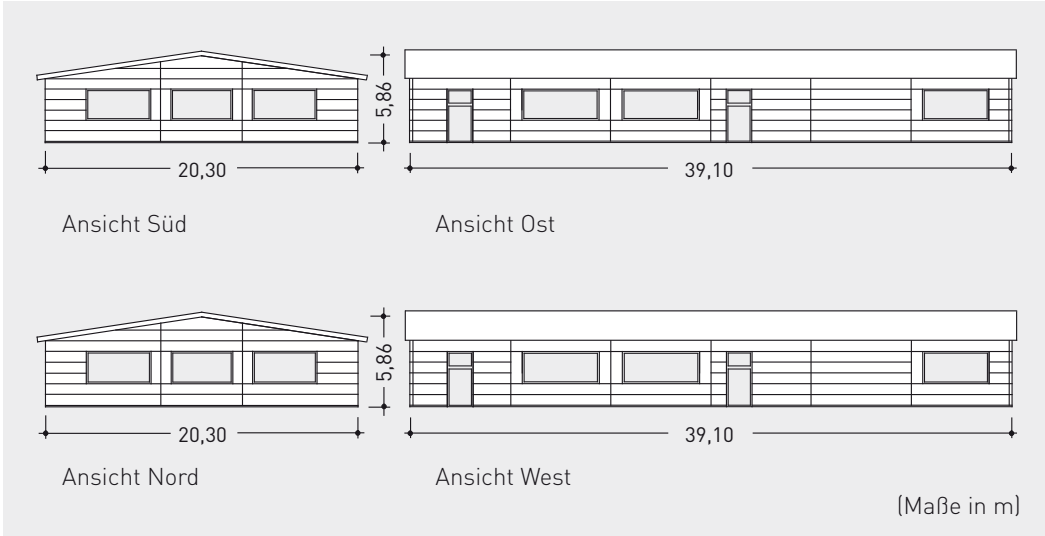 5,86
20,30
39,10
Ansicht Süd
Ansicht Ost
5,86
20,30
39,10
Ansicht Nord
Ansicht West
(Maße in m)